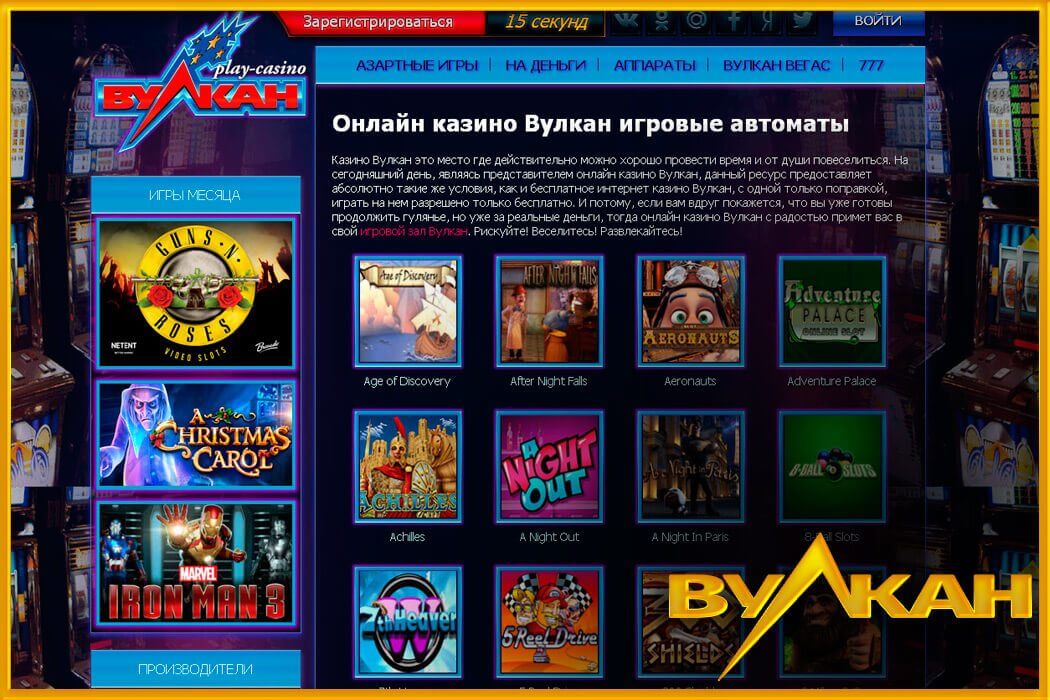 Зарегистрироваться
15 секунд
ВОЙТИ
play-casino
ВУЛКАН
АЗАРТНЫЕ ИГРЫ
НА ДЕНЬГИ
АППАРАТЫ
ВУЛКАН ВЕГАС
777
Онлайн казино Вулкан игровые автоматы
Казино Вулкан это место где действительно можно хорошо провести время и от души повеселиться. На
сегодняшний день, являясь представителем онлайн казино Вулкан, данный ресурс предоставляет
абсолютно такие же условия, как и бесплатное интернет казино Вулкан, с одной только поправкой,
играть на нем разрешено только бесплатно. И потому, если вам вдруг покажется, что вы уже готовы
продолжить гулянье, но уже за реальные деньги, тогда онлайн казино Вулкан с радостью примет вас в
свой игровой зал Вулкан. Рискуйте! Веселитесь! Развлекайтесь!
ИГРЫ МЕСЯЦА
GUNS N'
ROSES
VIDEO SLOTS
NETENT
A
CHRISTMAS
CAROL
MARVEL
IRON MAN 3
ПРОИЗВОДИТЕЛИ
Age of Discovery
AFTER NIGHT FALLS
AERONAUTS
Adventure
PALACE
ONLINE SLOT
Age of Discovery
After Night Falls
Aeronauts
Adventure Palace
ACHILLES
A
NIGHT
OUT
A Night in Paris
8-BALL SLOTS
Achilles
A Night Out
A Night In Paris
8-Ball Slots
7th Heaven
5 Reel Drive
SHIELDS
ВУЛКАН